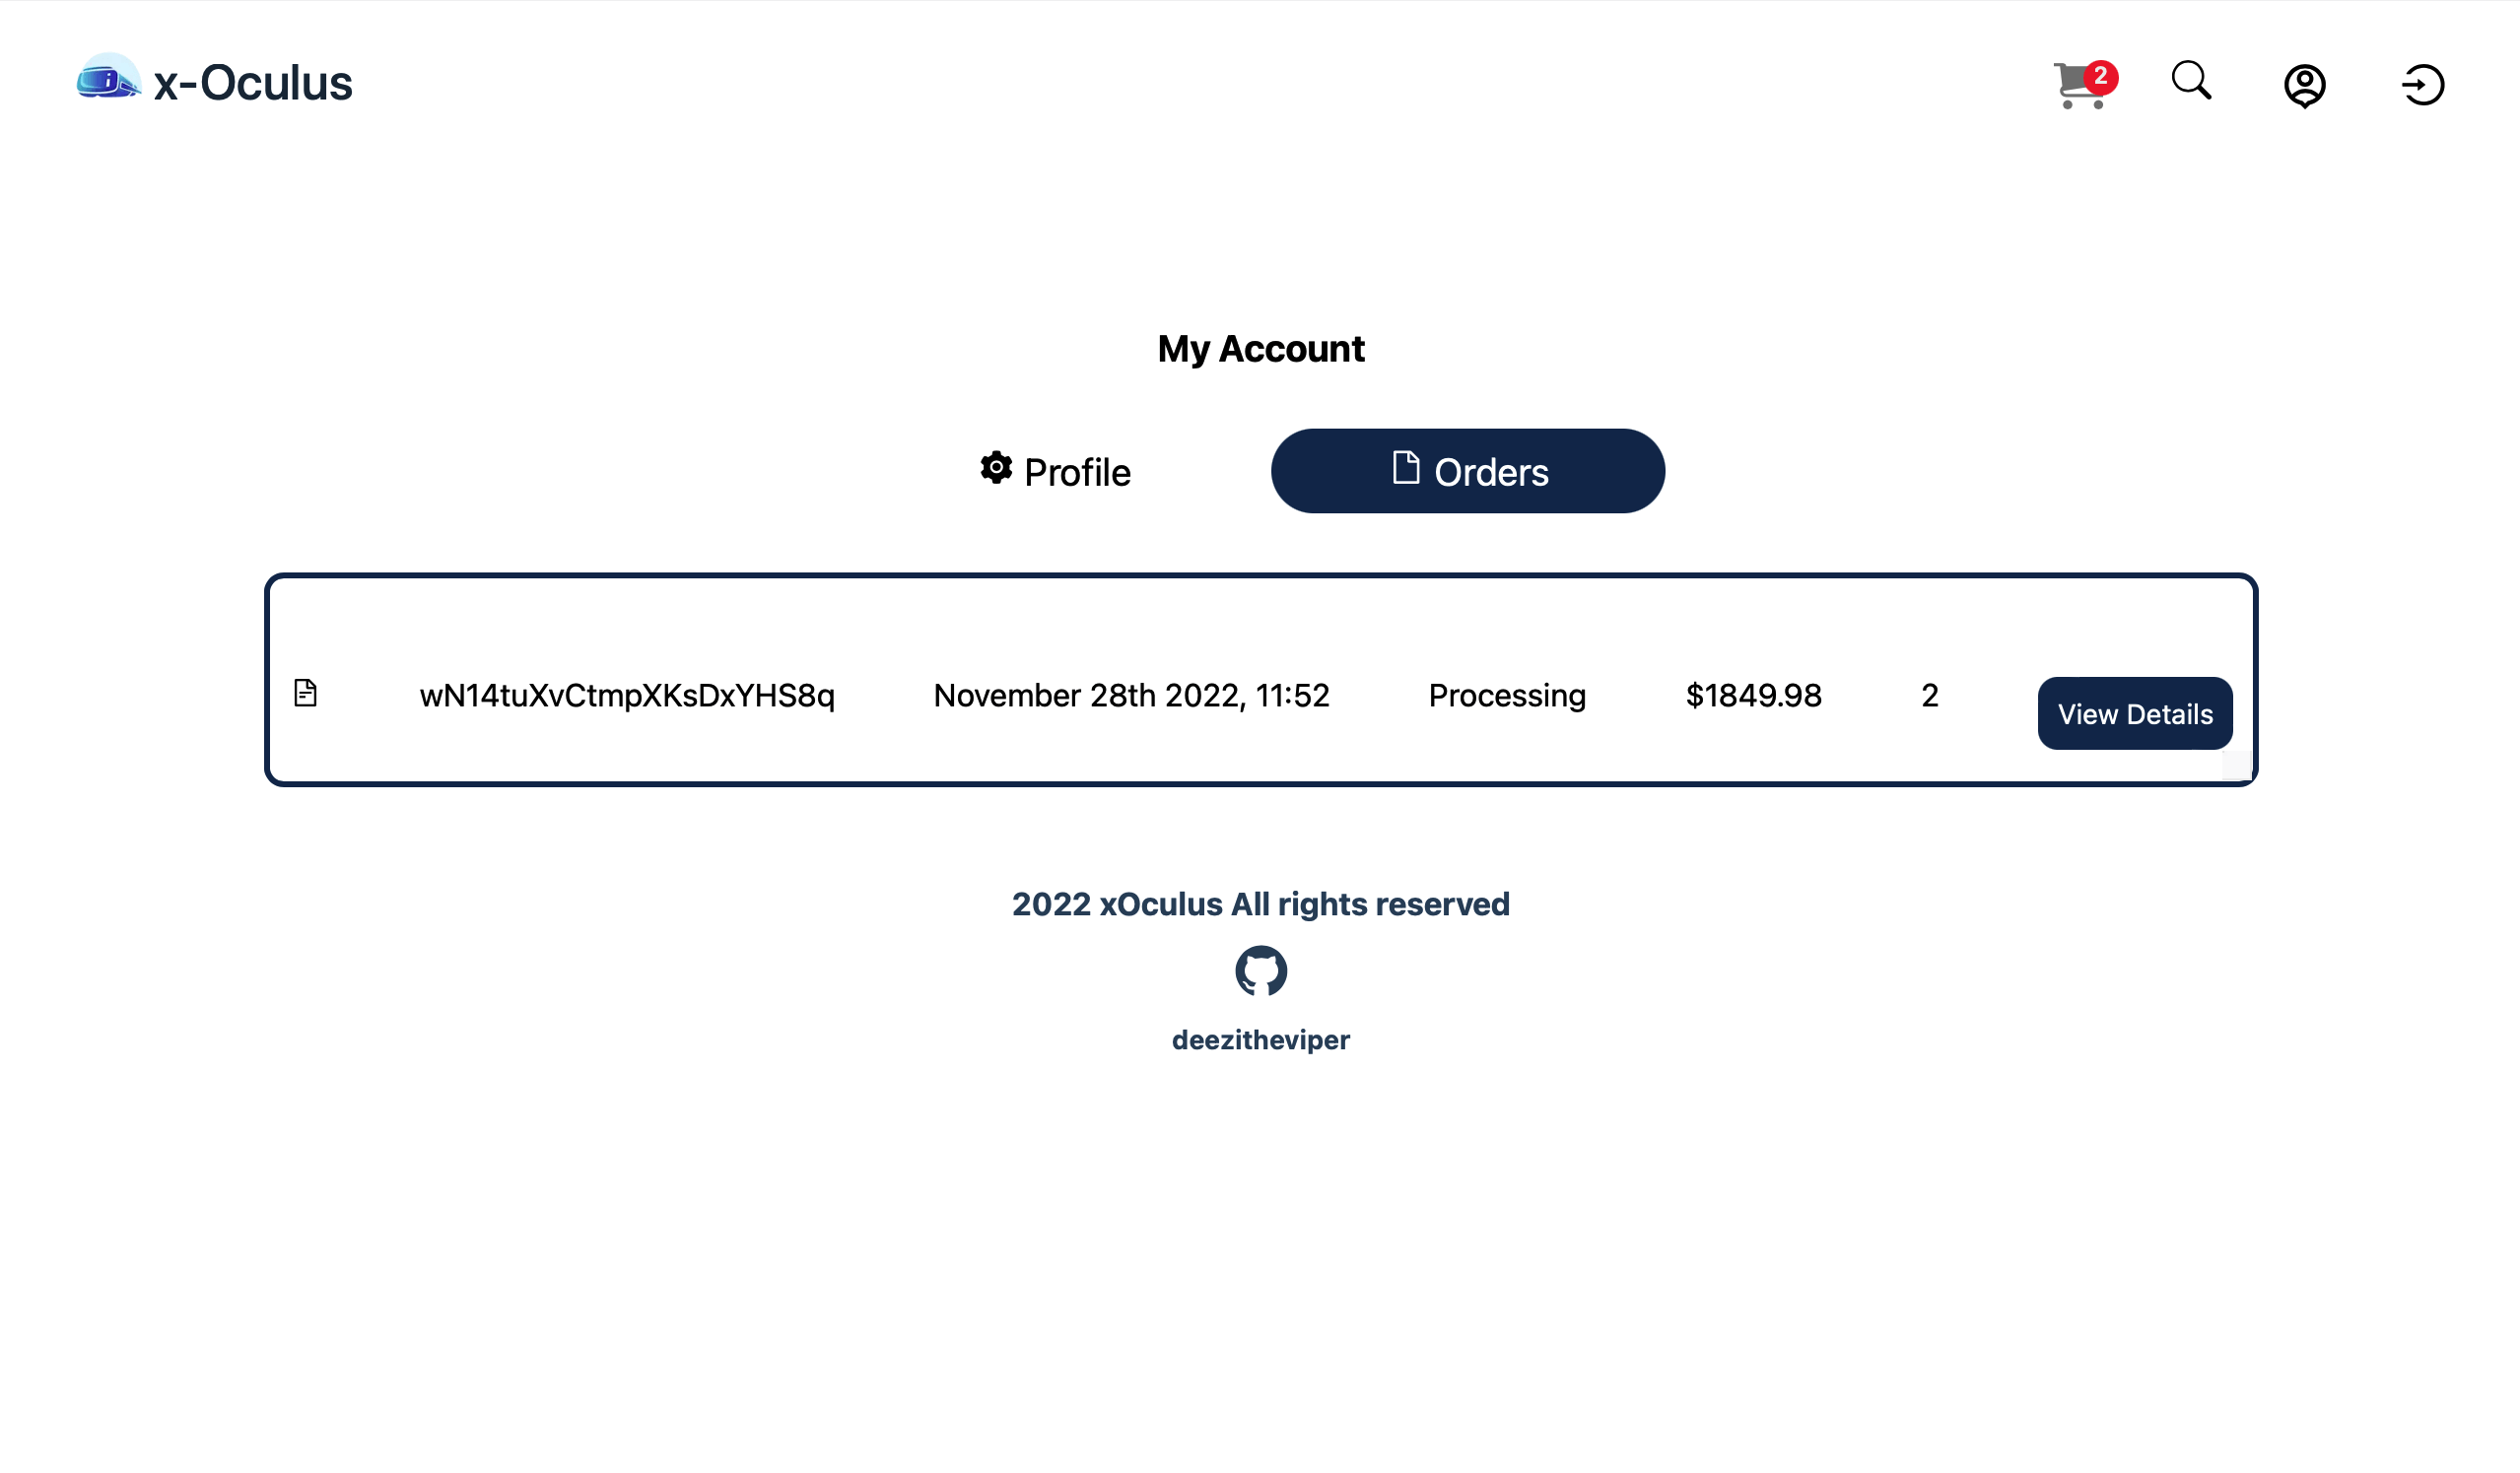 x-Oculus
2
My Account
Profile
Orders
wN14tuXvCtmpXKsDxYHS8q November 28th 2022, 11:52 Processing $1849.98 2 View Details
2022 xOculus All rights reserved
deezitheviper